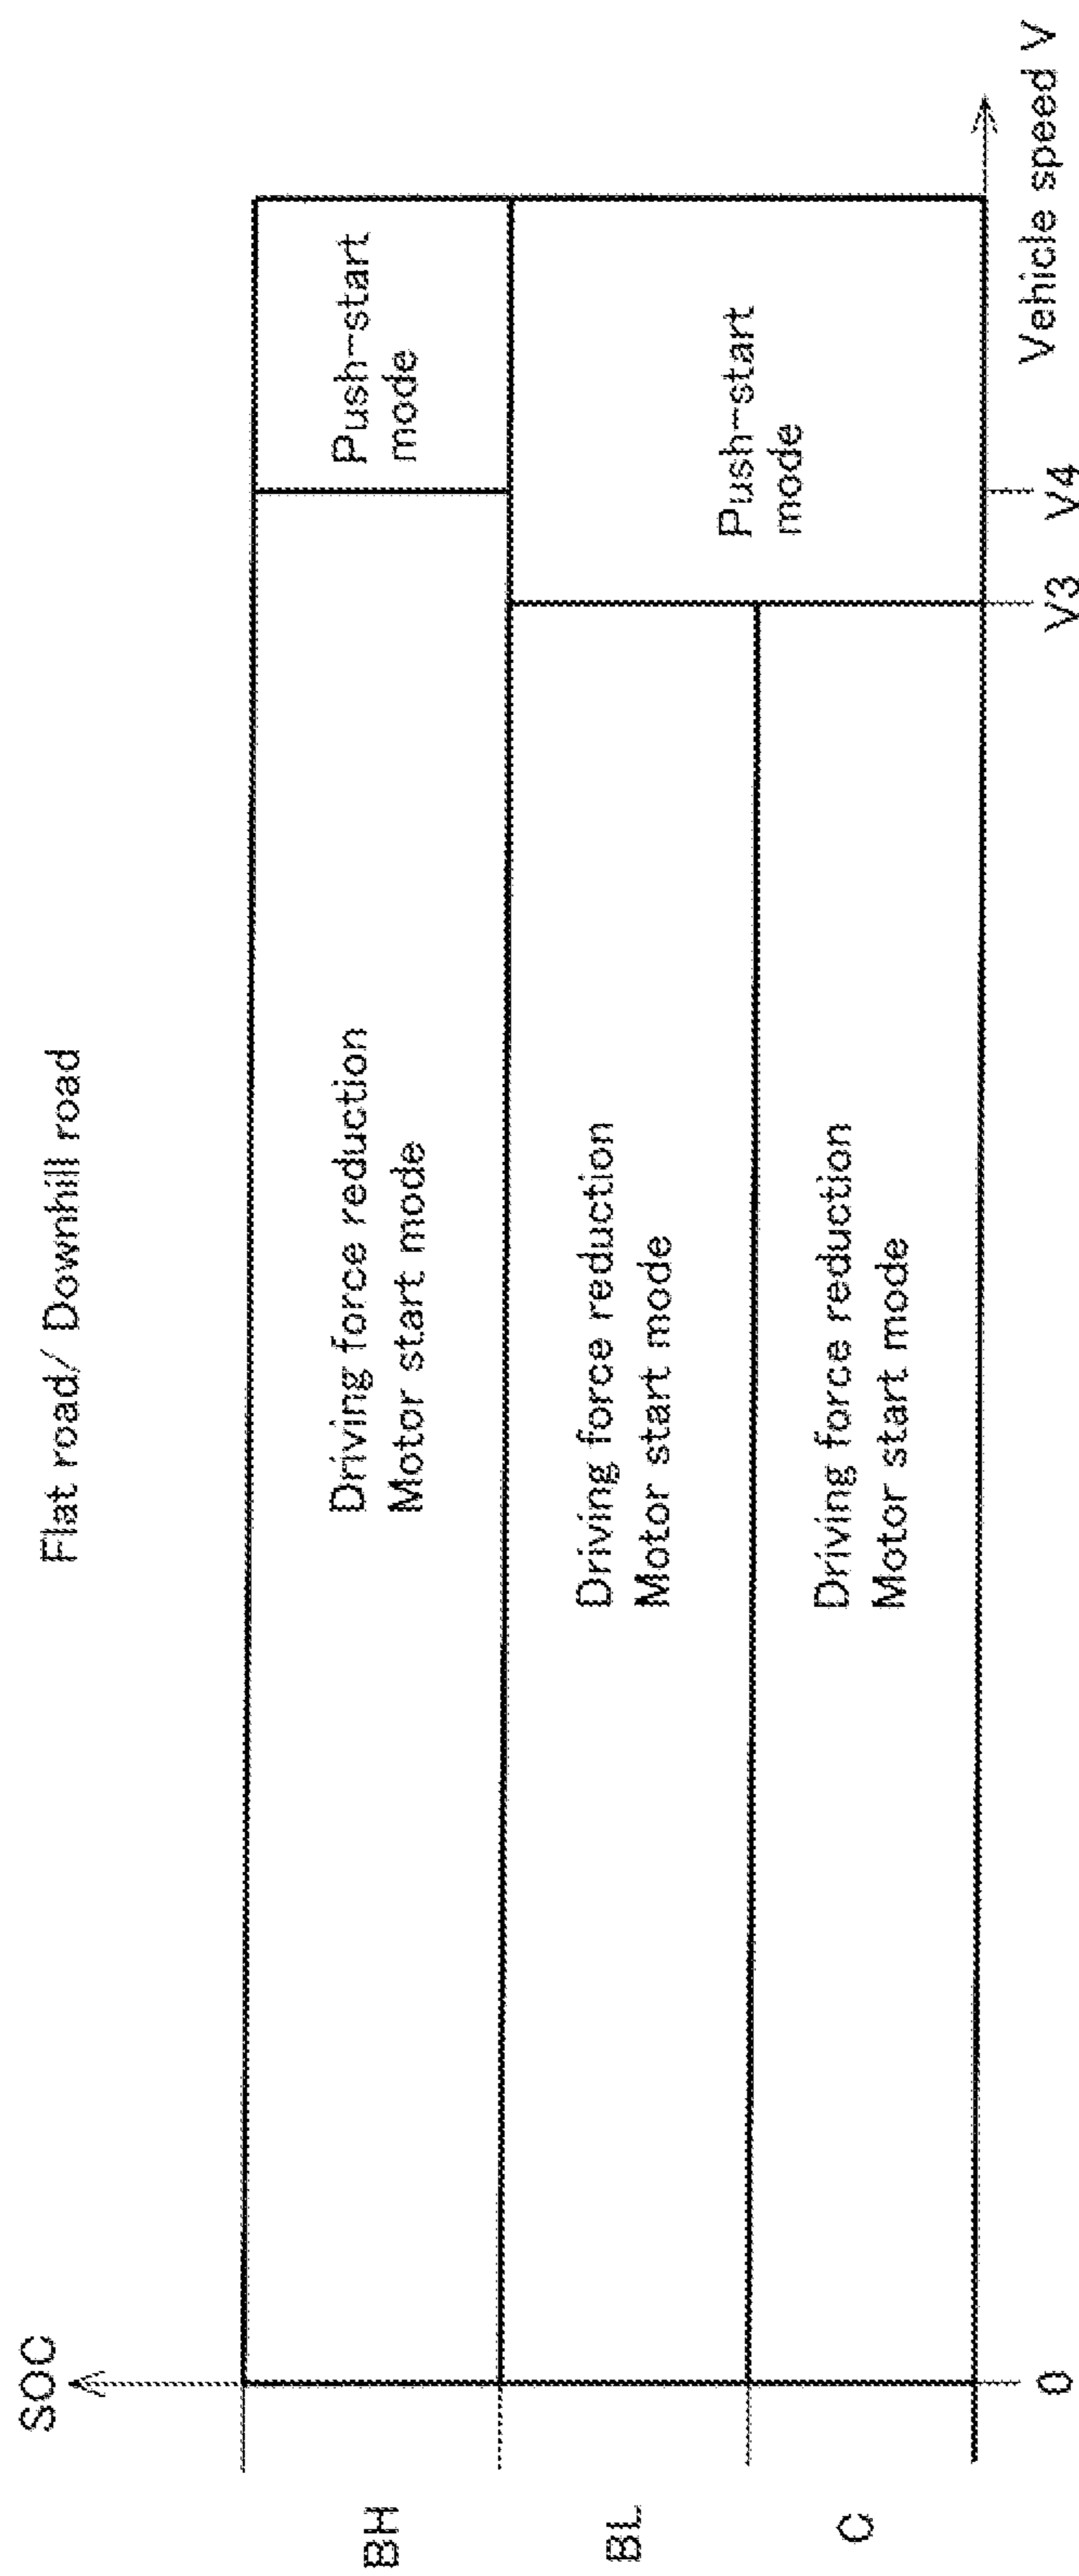 Flat road/ Downhill road
SOC
BH
Driving force reduction
Motor start mode
Push-start
mode
BL
Driving force reduction
Motor start mode
Push-start
mode
C
Driving force reduction
Motor start mode
0
V3
V4
Vehicle speed V